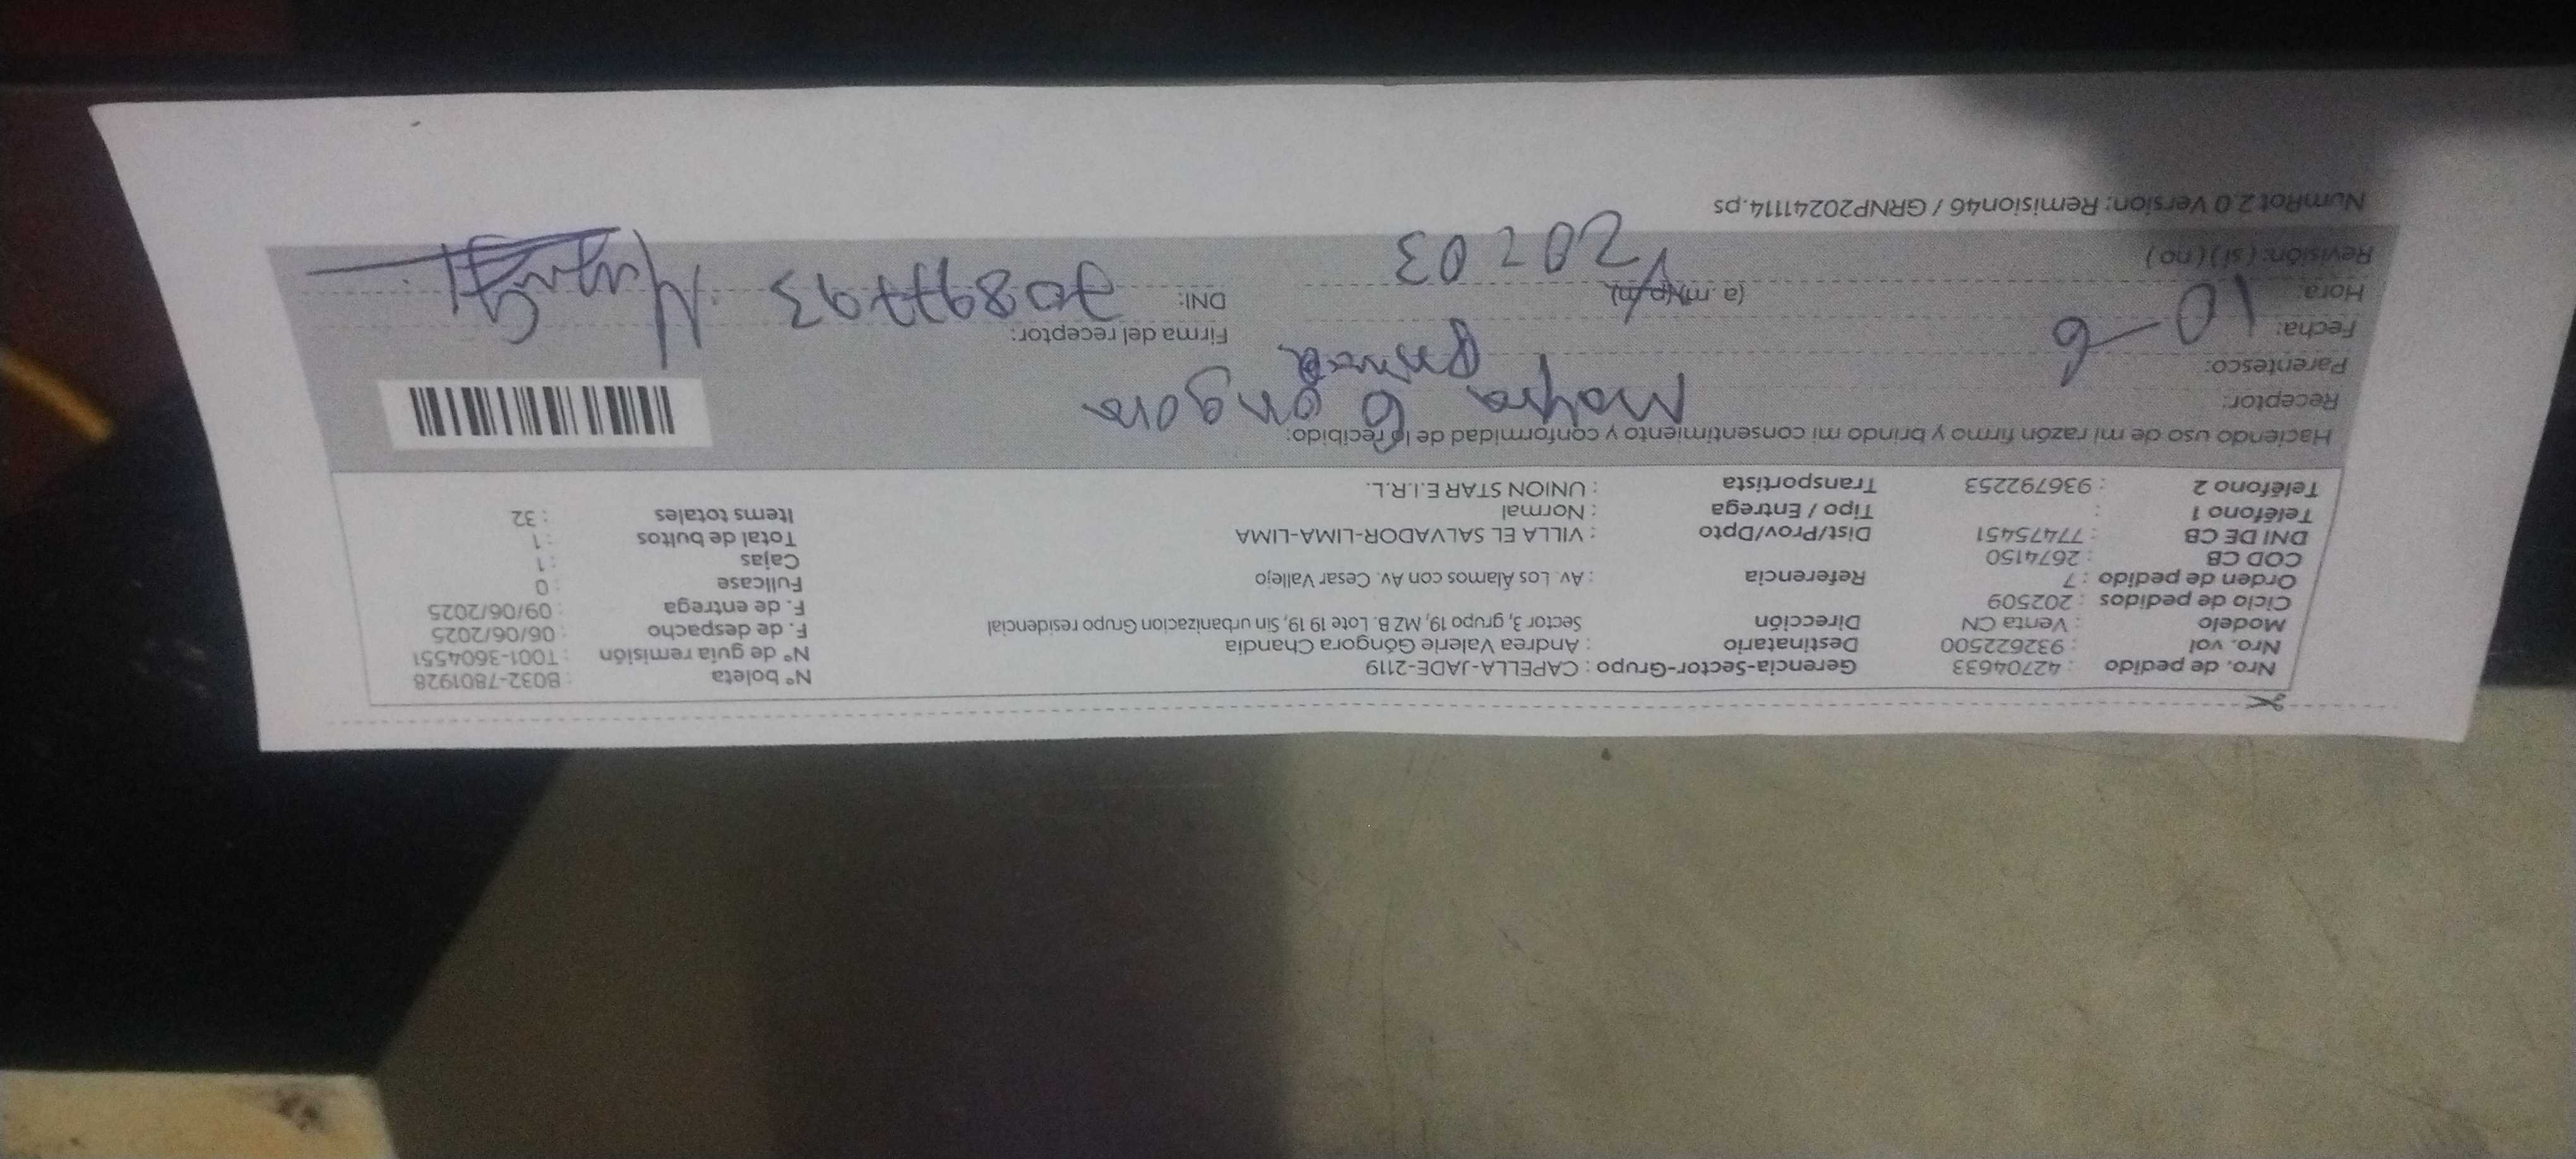 Nro. de pedido : 42704633 Gerencia-Sector-Grupo : CAPELLA-JADE-2119 N° boleta : B032-7801928
Nro. vol : 932622500 Destinatario : Andrea Valerie Góngora Chandia N° de guía remisión : T001-3604551
Modelo : Venta CN Dirección Sector 3, grupo 19, MZ B. Lote 19 19, Sin urbanizacion Grupo residencial F. de despacho : 06/06/2025
Ciclo de pedidos : 202509 F. de entrega : 09/06/2025
Orden de pedido : 7 Referencia : Av. Los Álamos con Av. Cesar Vallejo Fullcase : 0
COD CB : 2674150 Cajas : 1
DNI DE CB : 77475451 Dist/Prov/Dpto : VILLA EL SALVADOR-LIMA-LIMA Total de bultos : 1
Teléfono 1 : Tipo / Entrega : Normal Items totales : 32
Teléfono 2 : 936792253 Transportista : UNION STAR E.I.R.L.
Haciendo uso de mi razón firmo y brindo mi consentimiento y conformidad de lo recibido:
Receptor: Mayra Gongora
Parentesco:
Fecha: 10-6 Firma del receptor:
Hora: (a.m)(p.m) DNI: 70897793
Revisión: ( si ) ( no )
NumRot 2.0 Version: Remision46 / GRNP20241114.ps